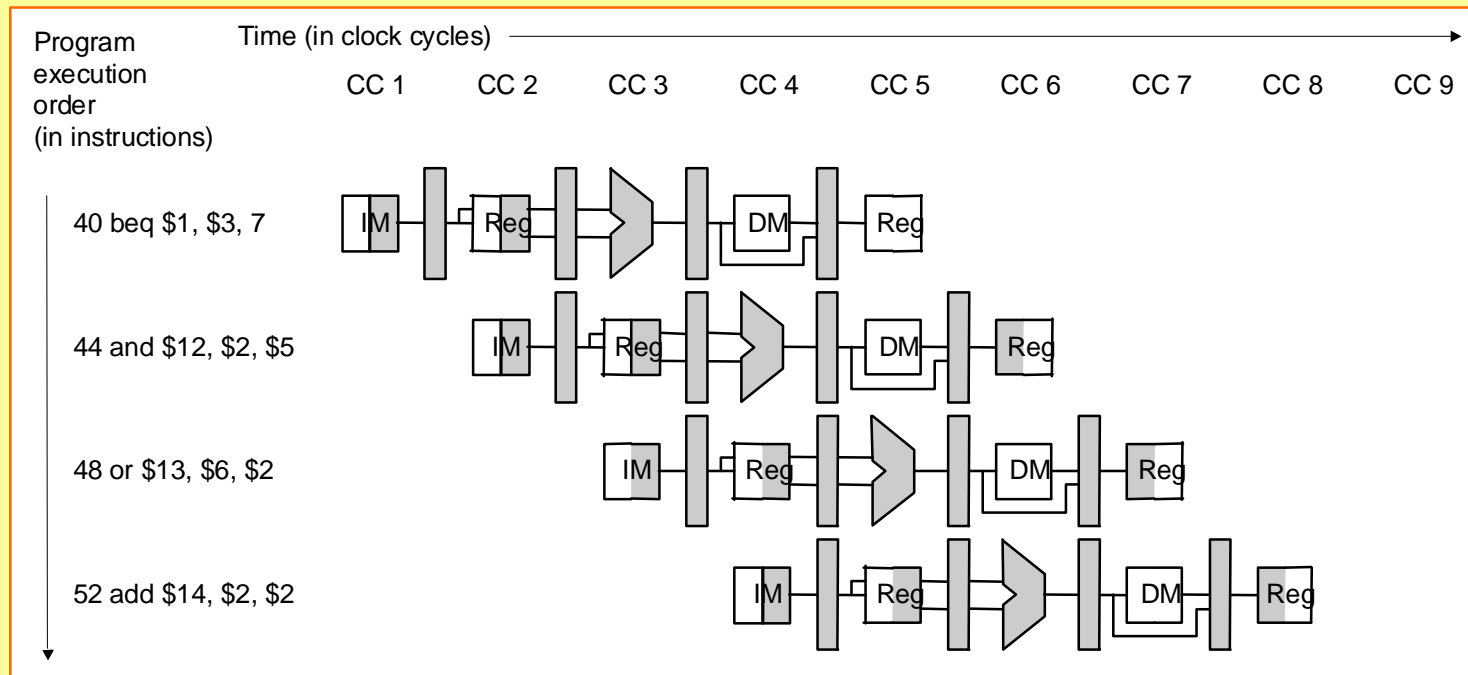 Program
execution
order
(in instructions)
Time (in clock cycles)
CC 1 CC 2 CC 3 CC 4 CC 5 CC 6 CC 7 CC 8 CC 9
40 beq $1, $3, 7 IM Reg DM Reg
44 and $12, $2, $5 IM Reg DM Reg
48 or $13, $6, $2 IM Reg DM Reg
52 add $14, $2, $2 IM Reg DM Reg